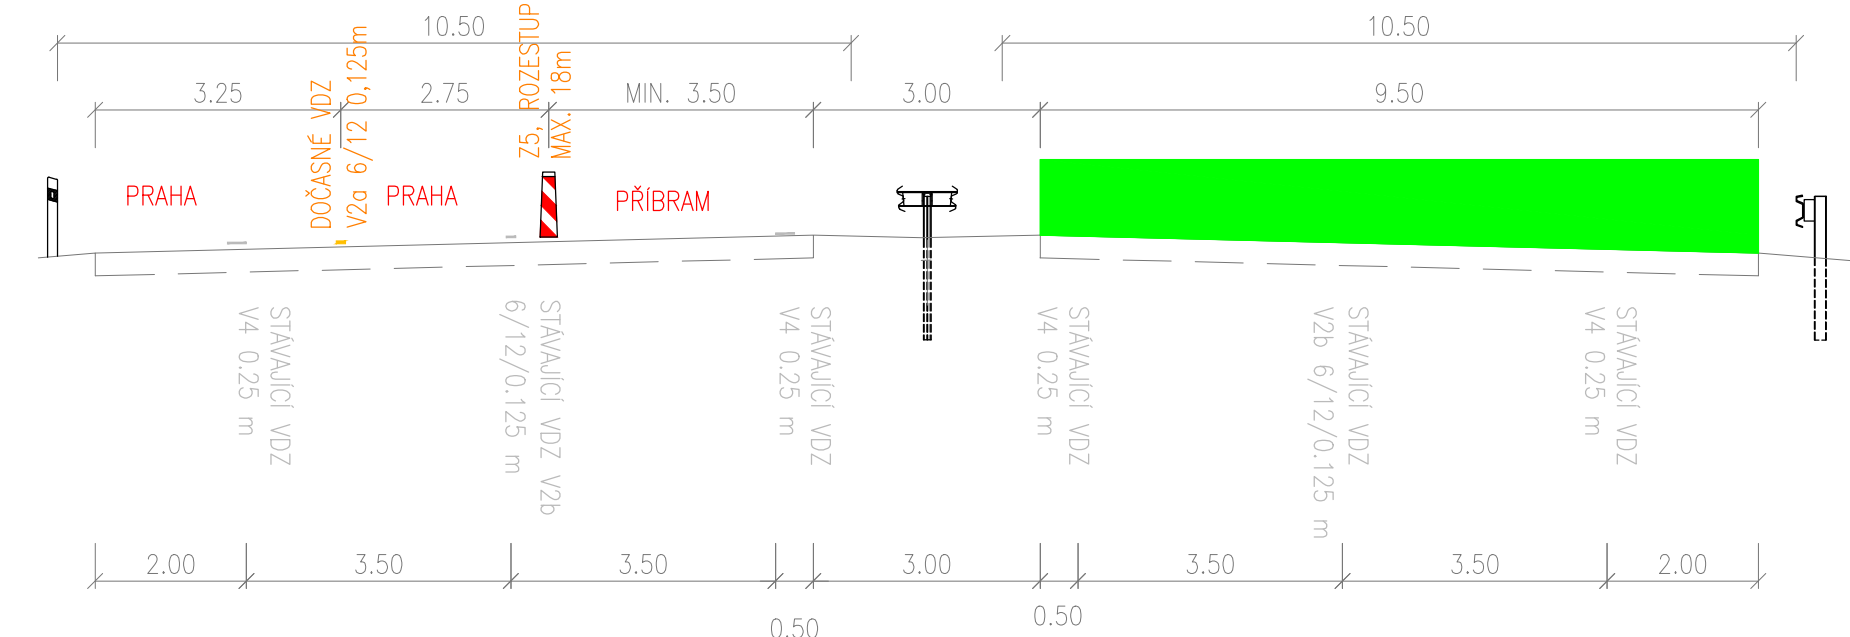 10.50
10.50
3.25
2.75
MIN. 3.50
3.00
9.50
DOČASNÉ VDZ
V2a 6/12 0,125m
Z5, ROZESTUP
MAX. 18m
PRAHA
PRAHA
PŘÍBRAM
STÁVAJÍCÍ VDZ
V4 0.25 m
STÁVAJÍCÍ VDZ V2b
6/12/0.125 m
STÁVAJÍCÍ VDZ
V4 0.25 m
STÁVAJÍCÍ VDZ
V4 0.25 m
STÁVAJÍCÍ VDZ
V2b 6/12/0.125 m
STÁVAJÍCÍ VDZ
V4 0.25 m
2.00
3.50
3.50
3.00
3.50
3.50
2.00
0.50
0.50